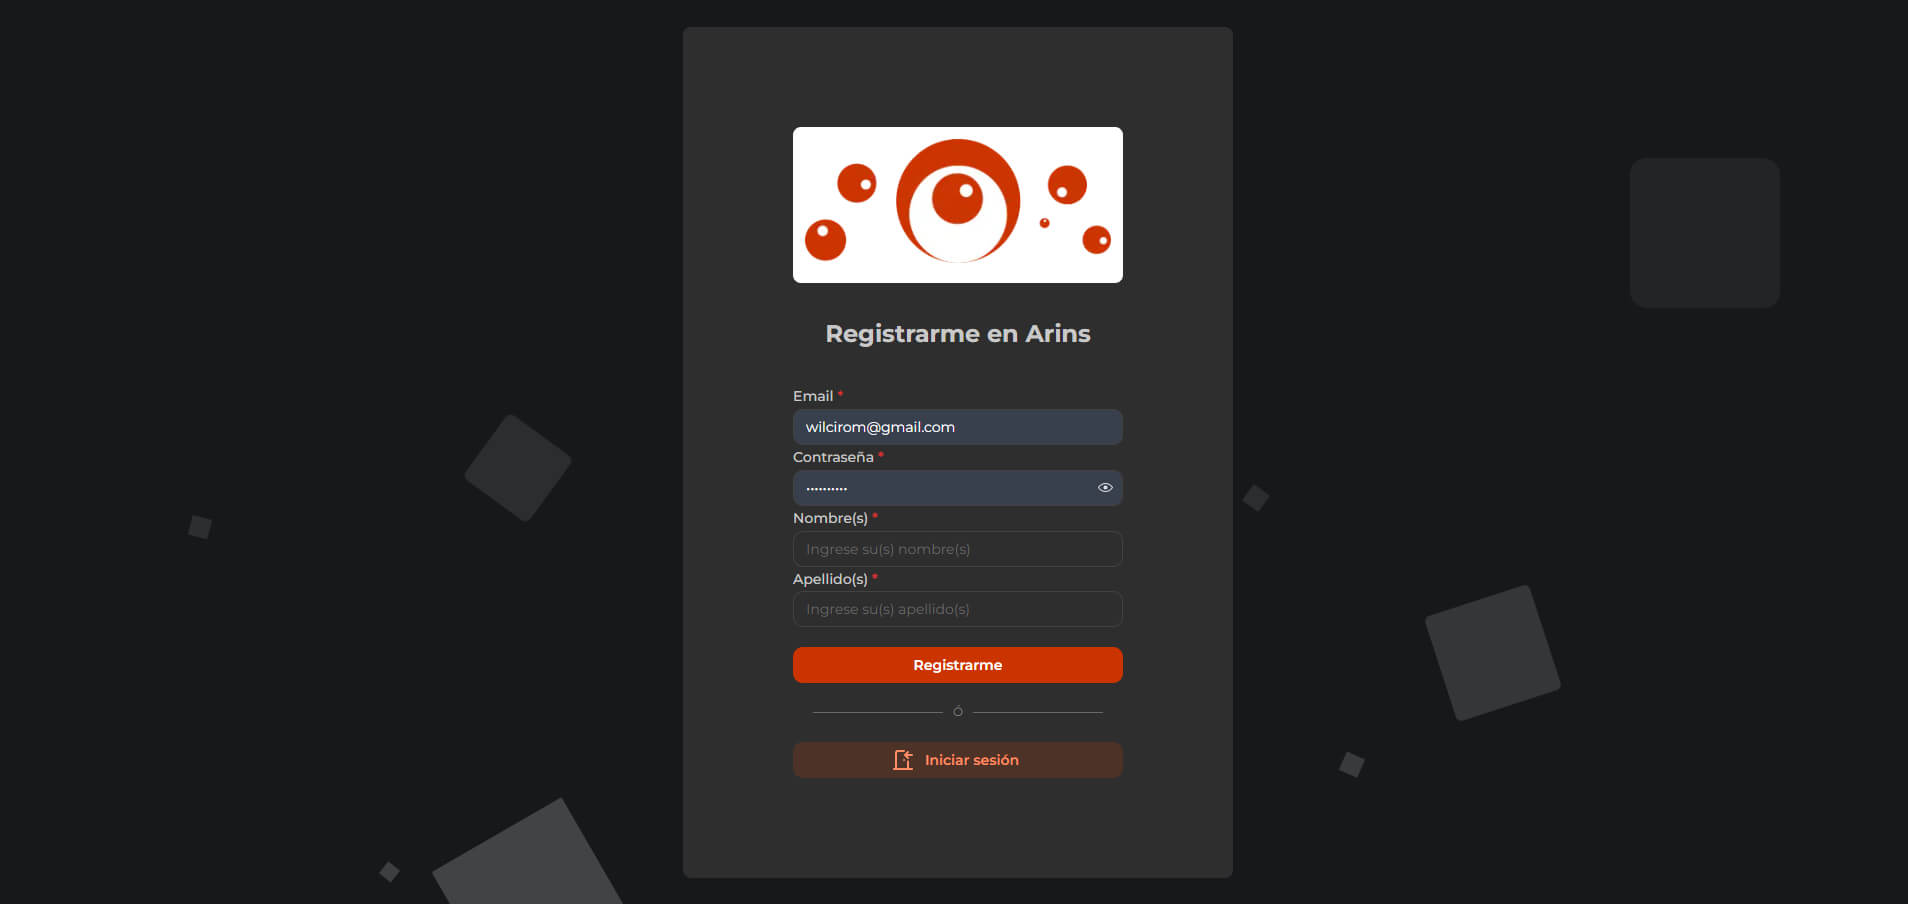 Registrarme en Arins
Email *
wilcirom@gmail.com
Contraseña *
••••••••••
Nombre(s) *
Ingrese su(s) nombre(s)
Apellido(s) *
Ingrese su(s) apellido(s)
Registrarme
Ó
Iniciar sesión